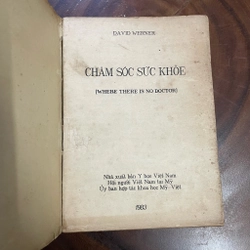 DAVID WERNER
CHĂM SÓC SỨC KHỎE
(WHERE THERE IS NO DOCTOR)
Nhà xuất bản Y học Việt Nam
Hội người Việt Nam tại Mỹ
Ủy ban hợp tác khoa học Mỹ-Việt
1983